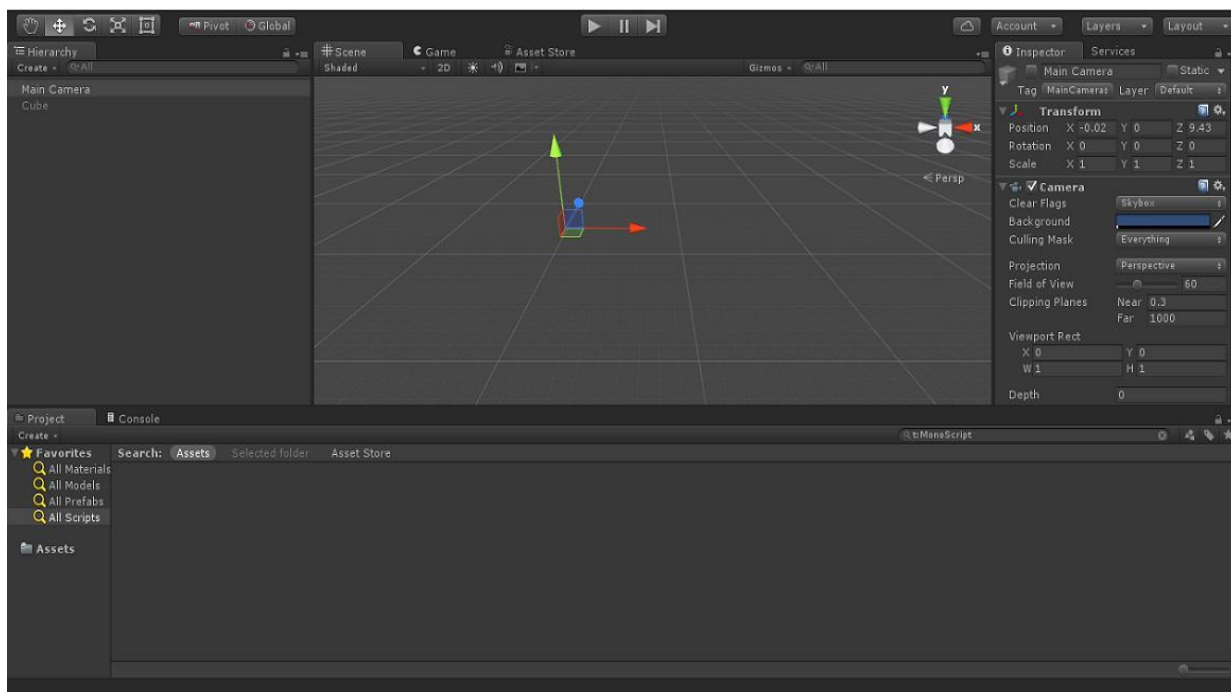 Pivot Global Account Layers Layout
Hierarchy
Create All
Main Camera
Cube
Scene Game Asset Store
Shaded 2D Gizmos All
y
x
Persp
Inspector Services
Main Camera Static
Tag MainCamera Layer Default
Transform
Position X -0.02 Y 0 Z 9.43
Rotation X 0 Y 0 Z 0
Scale X 1 Y 1 Z 1
Camera
Clear Flags Skybox
Background
Culling Mask Everything
Projection Perspective
Field of View 60
Clipping Planes Near 0.3
Far 1000
Viewport Rect
X 0 Y 0
W 1 H 1
Depth 0
Project Console
Create t:MonoScript
Favorites Search: Assets Selected folder Asset Store
All Materials
All Models
All Prefabs
All Scripts
Assets